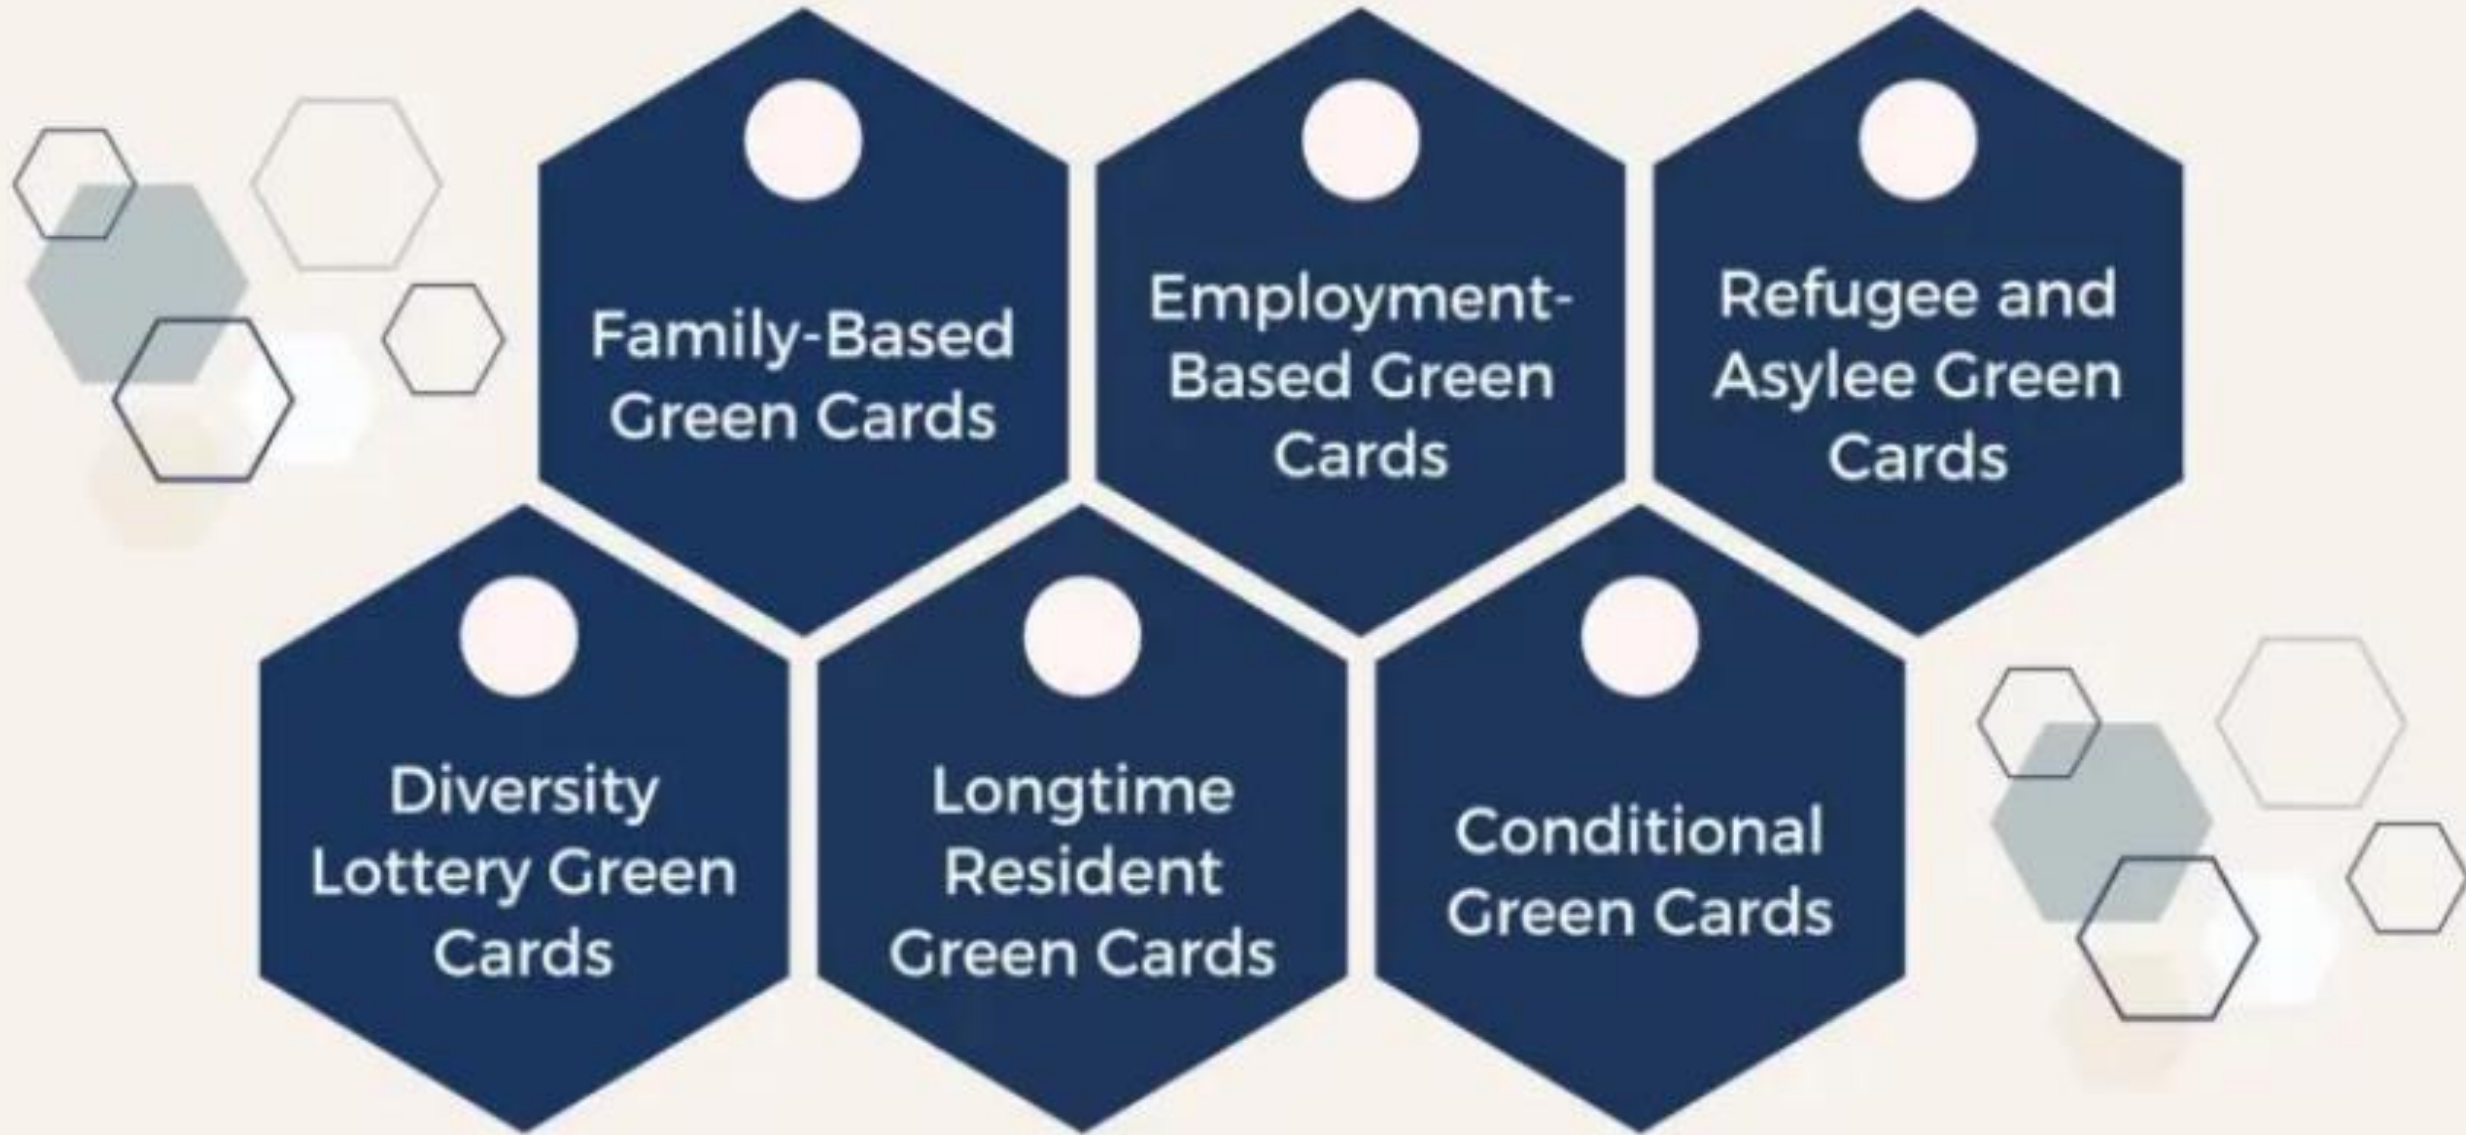 Family-Based
Green Cards
Employment-
Based Green
Cards
Refugee and
Asylee Green
Cards
Diversity
Lottery Green
Cards
Longtime
Resident
Green Cards
Conditional
Green Cards